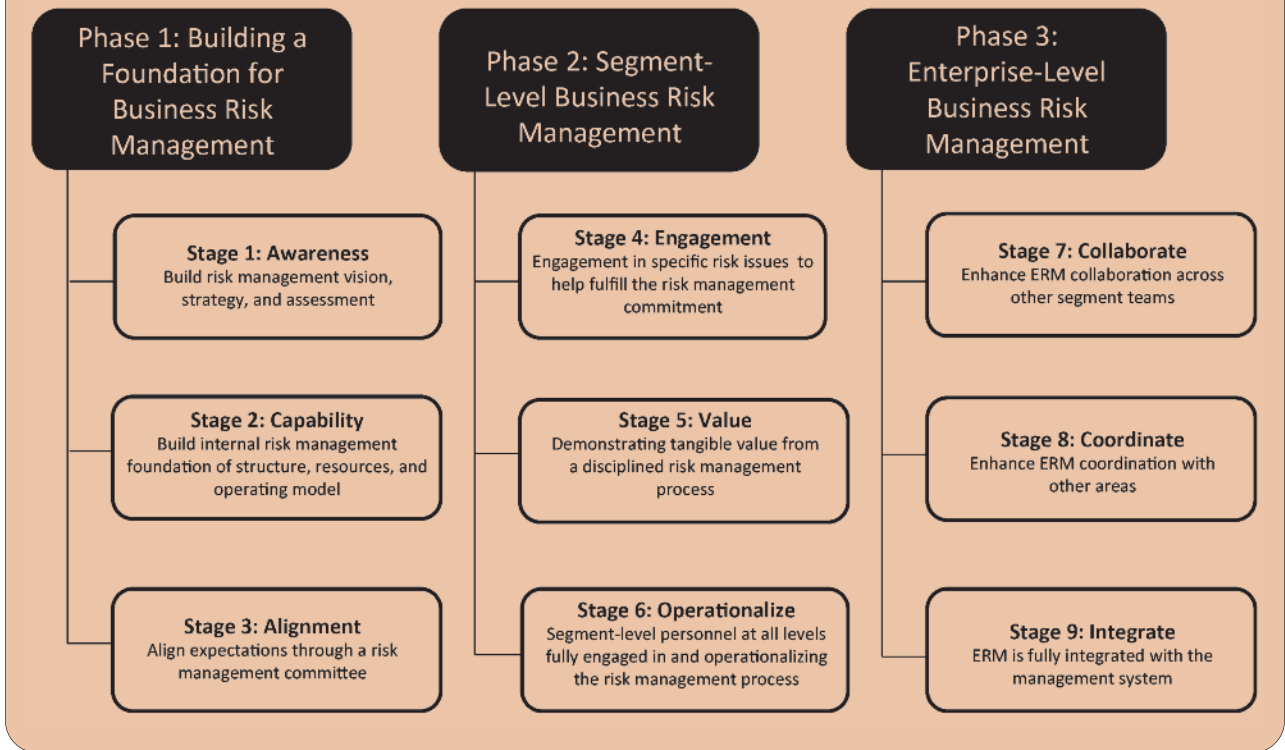 Phase 1: Building a
Foundation for
Business Risk
Management
Stage 1: Awareness
Build risk management vision,
strategy, and assessment
Stage 2: Capability
Build internal risk management
foundation of structure, resources, and
operating model
Stage 3: Alignment
Align expectations through a risk
management committee
Phase 2: Segment-
Level Business Risk
Management
Stage 4: Engagement
Engagement in specific risk issues to
help fulfill the risk management
commitment
Stage 5: Value
Demonstrating tangible value from
a disciplined risk management
process
Stage 6: Operationalize
Segment-level personnel at all levels
fully engaged in and operationalizing
the risk management process
Phase 3:
Enterprise-Level
Business Risk
Management
Stage 7: Collaborate
Enhance ERM collaboration across
other segment teams
Stage 8: Coordinate
Enhance ERM coordination with
other areas
Stage 9: Integrate
ERM is fully integrated with the
management system